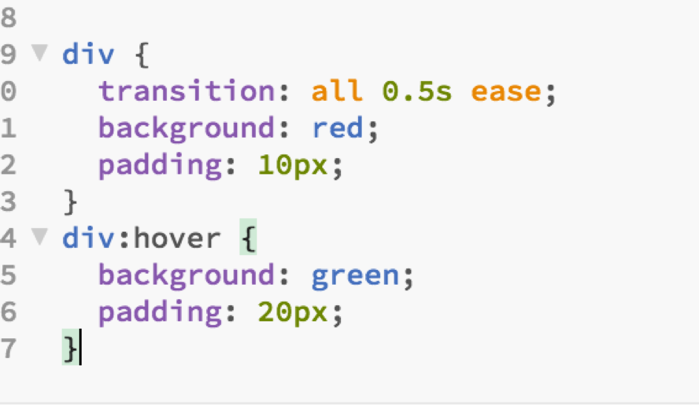 8
9 div {
0 transition: all 0.5s ease;
1 background: red;
2 padding: 10px;
3 }
4 div:hover {
5 background: green;
6 padding: 20px;
7 }